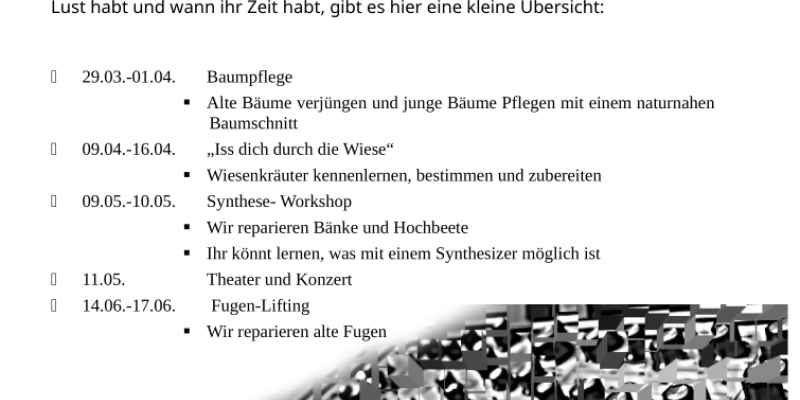 Lust habt und wann ihr Zeit habt, gibt es hier eine kleine Übersicht:
29.03.-01.04. Baumpflege
▪ Alte Bäume verjüngen und junge Bäume Pflegen mit einem naturnahen
Baumschnitt
09.04.-16.04. „Iss dich durch die Wiese“
▪ Wiesenkräuter kennenlernen, bestimmen und zubereiten
09.05.-10.05. Synthese- Workshop
▪ Wir reparieren Bänke und Hochbeete
▪ Ihr könnt lernen, was mit einem Synthesizer möglich ist
11.05. Theater und Konzert
14.06.-17.06. Fugen-Lifting
▪ Wir reparieren alte Fugen